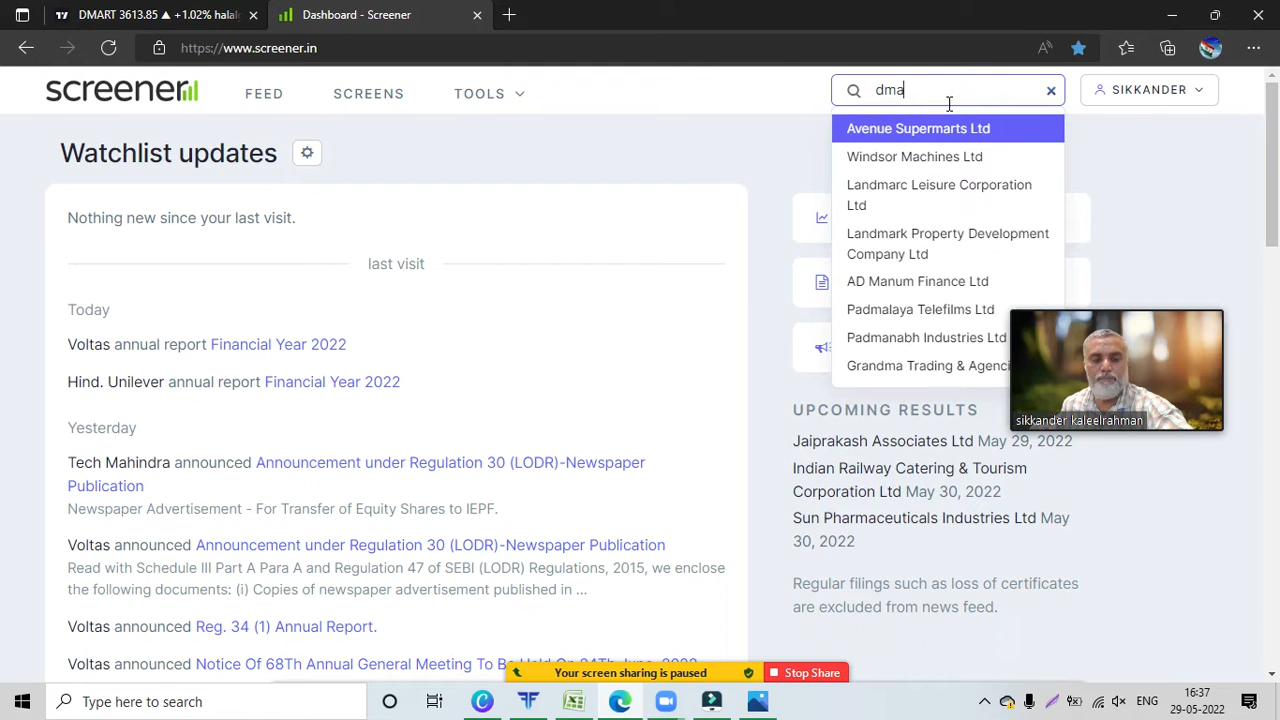 DMART 3613.85 ▲ +1.02% halal
Dashboard - Screener
https://www.screener.in
screener
FEED
SCREENS
TOOLS
dma
SIKKANDER
Avenue Supermarts Ltd
Windsor Machines Ltd
Landmarc Leisure Corporation
Ltd
Landmark Property Development
Company Ltd
AD Manum Finance Ltd
Padmalaya Telefilms Ltd
Padmanabh Industries Ltd
Grandma Trading & Agenci
Watchlist updates
Nothing new since your last visit.
last visit
Today
Voltas annual report Financial Year 2022
Hind. Unilever annual report Financial Year 2022
Yesterday
Tech Mahindra announced Announcement under Regulation 30 (LODR)-Newspaper
Publication
Newspaper Advertisement - For Transfer of Equity Shares to IEPF.
Voltas announced Announcement under Regulation 30 (LODR)-Newspaper Publication
Read with Schedule III Part A Para A and Regulation 47 of SEBI (LODR) Regulations, 2015, we enclose
the following documents: (i) Copies of newspaper advertisement published in ...
Voltas announced Reg. 34 (1) Annual Report.
Voltas announced Notice Of 68Th Annual General Meeting To Be Held On 24Th June, 2022
sikkander kaleelrahman
UPCOMING RESULTS
Jaiprakash Associates Ltd May 29, 2022
Indian Railway Catering & Tourism
Corporation Ltd May 30, 2022
Sun Pharmaceuticals Industries Ltd May
30, 2022
Regular filings such as loss of certificates
are excluded from news feed.
Your screen sharing is paused
Stop Share
Type here to search
ENG
16:37
29-05-2022